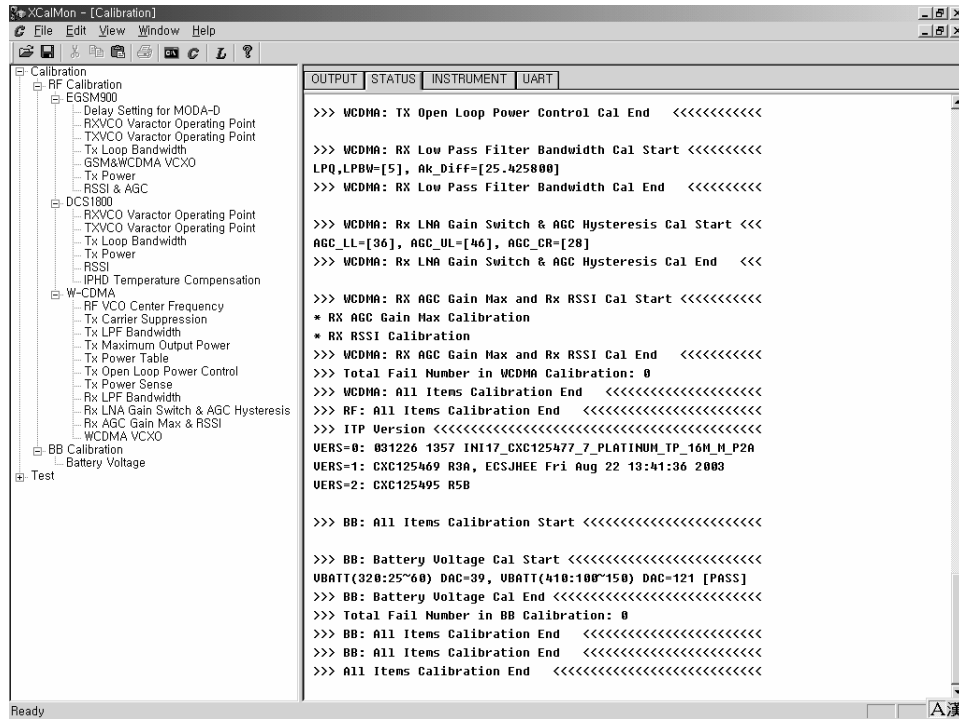 XCalMon - [Calibration]
File Edit View Window Help
Calibration
RF Calibration
EGSM900
Delay Setting for MODA-D
RXVCO Varactor Operating Point
TXVCO Varactor Operating Point
Tx Loop Bandwidth
GSM&WCDMA VCXO
Tx Power
RSSI & AGC
DCS1800
RXVCO Varactor Operating Point
TXVCO Varactor Operating Point
Tx Loop Bandwidth
Tx Power
RSSI
IPHD Temperature Compensation
W-CDMA
RF VCO Center Frequency
Tx Carrier Suppression
Tx LPF Bandwidth
Tx Maximum Output Power
Tx Power Table
Tx Open Loop Power Control
Tx Power Sense
Rx LPF Bandwidth
Rx LNA Gain Switch & AGC Hysteresis
Rx AGC Gain Max & RSSI
WCDMA VCXO
BB Calibration
Battery Voltage
Test
OUTPUT STATUS INSTRUMENT UART
>>> WCDMA: TX Open Loop Power Control Cal End <<<<<<<<<<<<
>>> WCDMA: RX Low Pass Filter Bandwidth Cal Start <<<<<<<<<<
LPQ,LPBW=[5], Ak_Diff=[25.425800]
>>> WCDMA: RX Low Pass Filter Bandwidth Cal End <<<<<<<<<<
>>> WCDMA: Rx LNA Gain Switch & AGC Hysteresis Cal Start <<<
AGC_LL=[36], AGC_UL=[46], AGC_CR=[28]
>>> WCDMA: Rx LNA Gain Switch & AGC Hysteresis Cal End <<<
>>> WCDMA: RX AGC Gain Max and Rx RSSI Cal Start <<<<<<<<<<<
* RX AGC Gain Max Calibration
* RX RSSI Calibration
>>> WCDMA: RX AGC Gain Max and Rx RSSI Cal End <<<<<<<<<<<
>>> Total Fail Number in WCDMA Calibration: 0
>>> WCDMA: All Items Calibration End <<<<<<<<<<<<<<<<<<<<<
>>> RF: All Items Calibration End <<<<<<<<<<<<<<<<<<<<<<<<
>>> ITP Version <<<<<<<<<<<<<<<<<<<<<<<<<<<<<<<<<<<<<<<<<<
VERS=0: 031226 1357 INI17_CXC125477_7_PLATINUM_TP_16M_M_P2A
VERS=1: CXC125469 R3A, ECSJHEE Fri Aug 22 13:41:36 2003
VERS=2: CXC125495 R5B
>>> BB: All Items Calibration Start <<<<<<<<<<<<<<<<<<<<<<<<
>>> BB: Battery Voltage Cal Start <<<<<<<<<<<<<<<<<<<<<<<<<<
VBATT(320:25~60) DAC=39, VBATT(410:100~150) DAC=121 [PASS]
>>> BB: Battery Voltage Cal End <<<<<<<<<<<<<<<<<<<<<<<<<<<<
>>> Total Fail Number in BB Calibration: 0
>>> BB: All Items Calibration End <<<<<<<<<<<<<<<<<<<<<<<<
>>> BB: All Items Calibration End <<<<<<<<<<<<<<<<<<<<<<<<
>>> All Items Calibration End <<<<<<<<<<<<<<<<<<<<<<<<<<<<
Ready
A漢